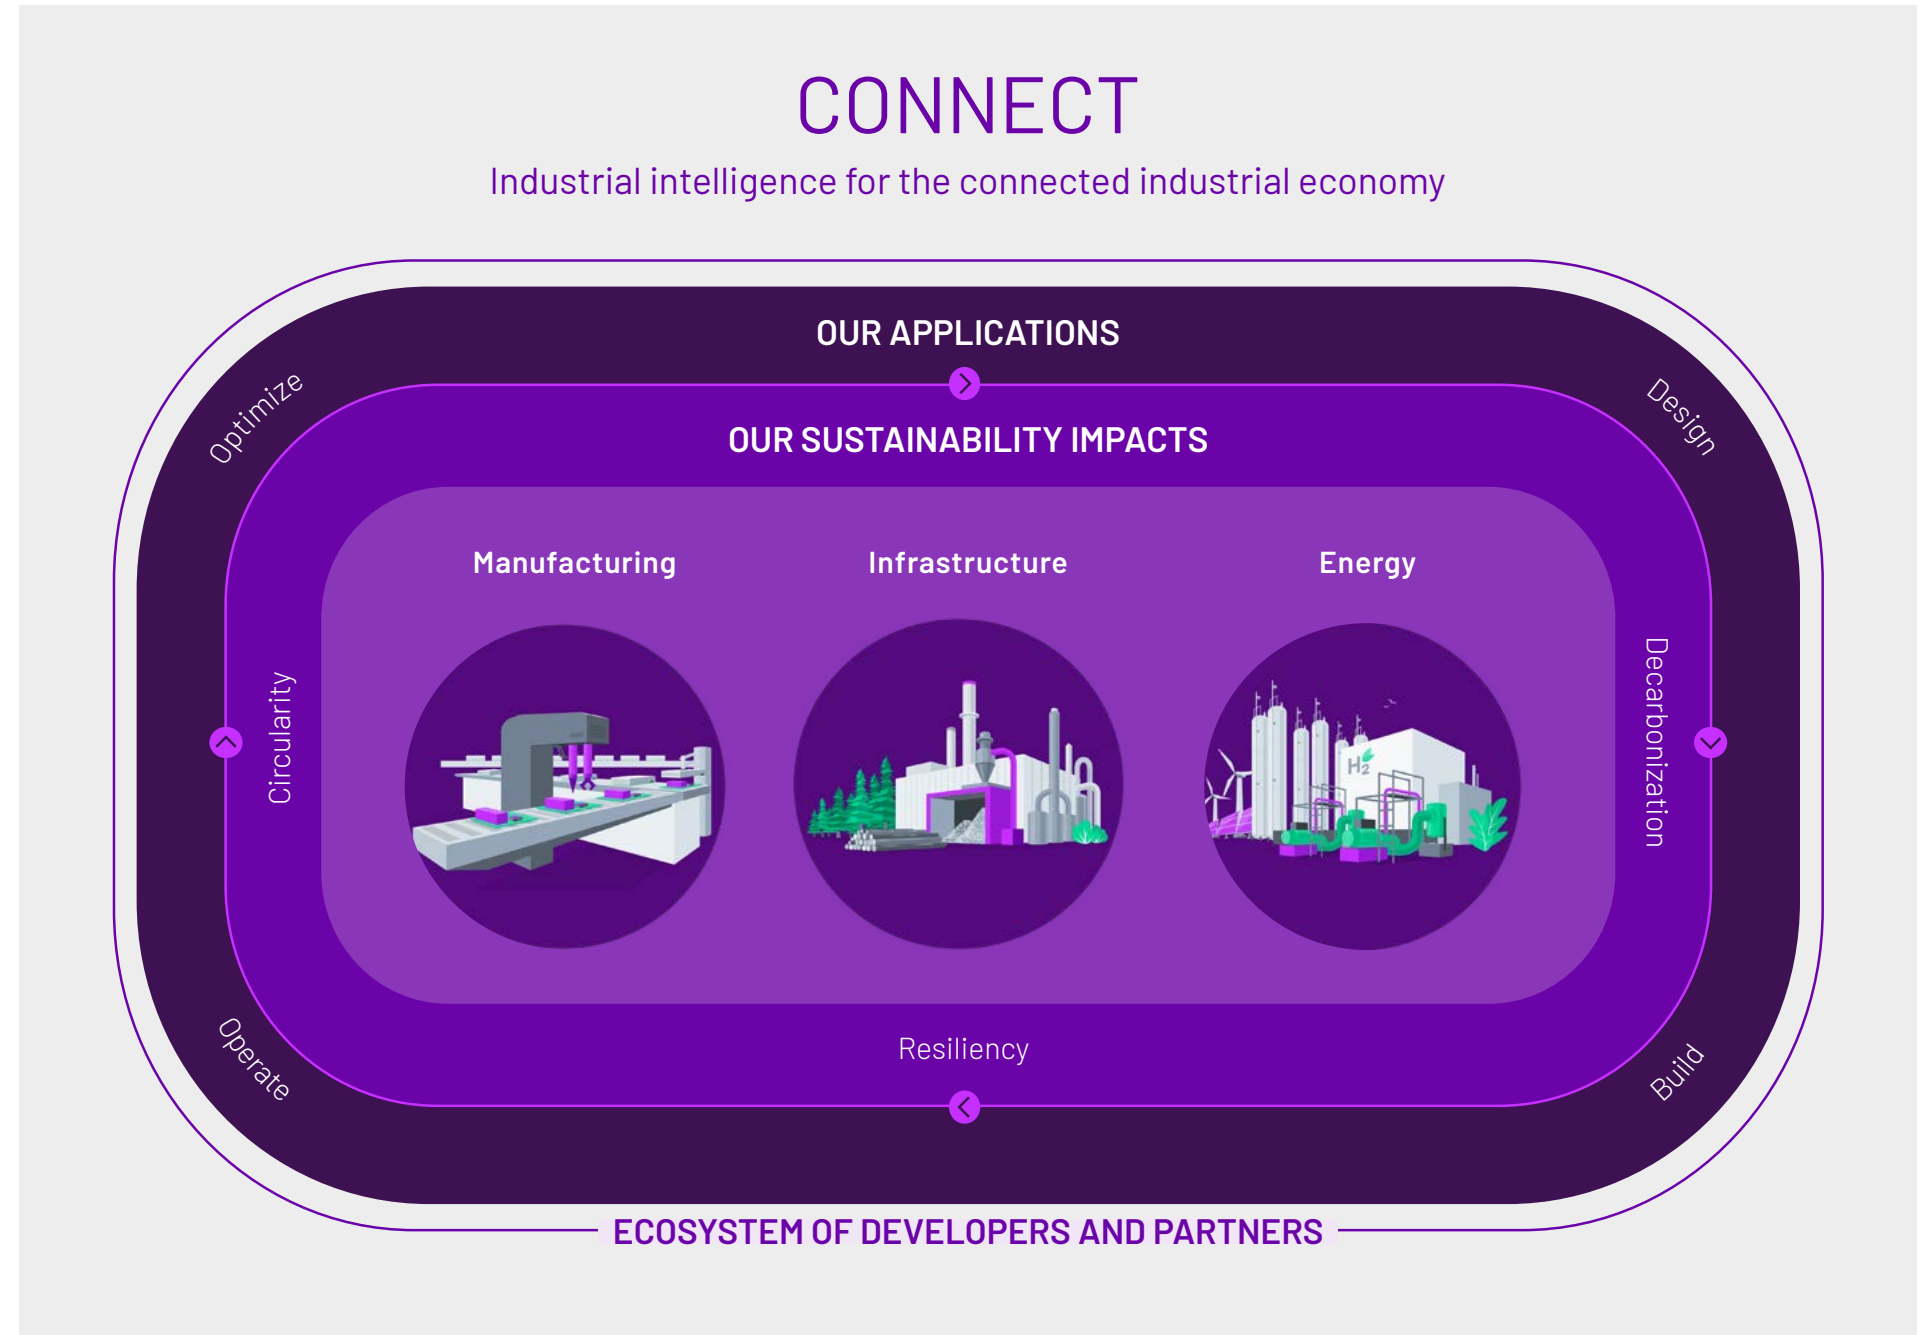 CONNECT
Industrial intelligence for the connected industrial economy
OUR APPLICATIONS
Optimize
Design
OUR SUSTAINABILITY IMPACTS
Manufacturing
Infrastructure
Energy
H2
Circularity
Decarbonization
Operate
Resiliency
Build
ECOSYSTEM OF DEVELOPERS AND PARTNERS